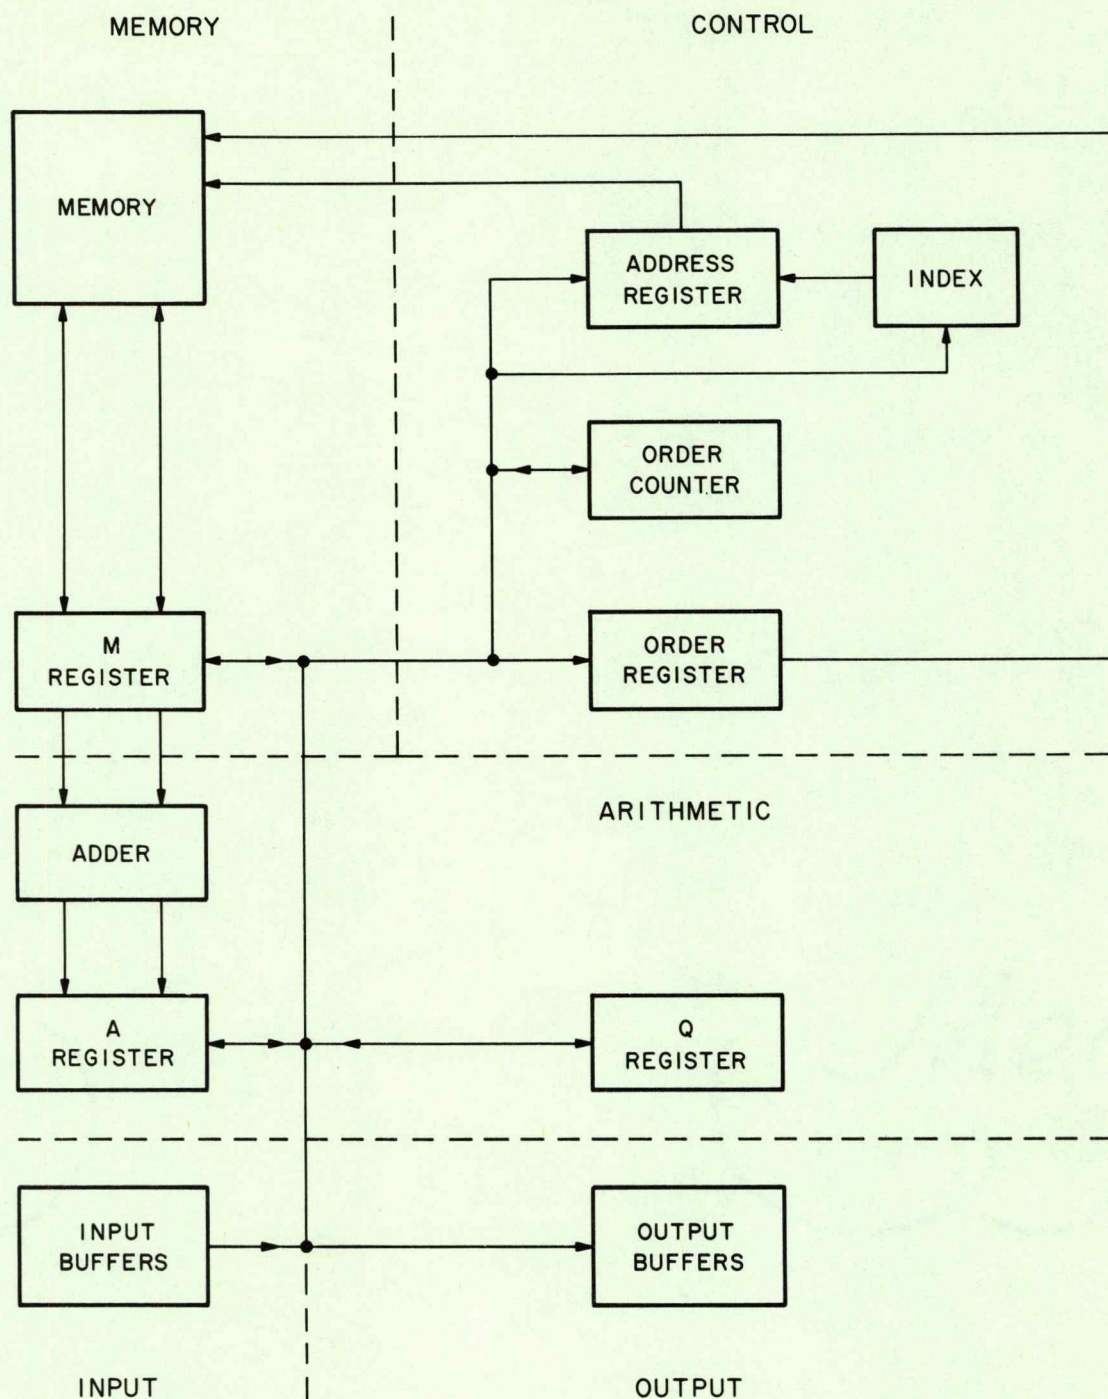 MEMORY
CONTROL
MEMORY
ADDRESS
REGISTER
INDEX
ORDER
COUNTER
M
REGISTER
ORDER
REGISTER
ARITHMETIC
ADDER
A
REGISTER
Q
REGISTER
INPUT
BUFFERS
OUTPUT
BUFFERS
INPUT
OUTPUT